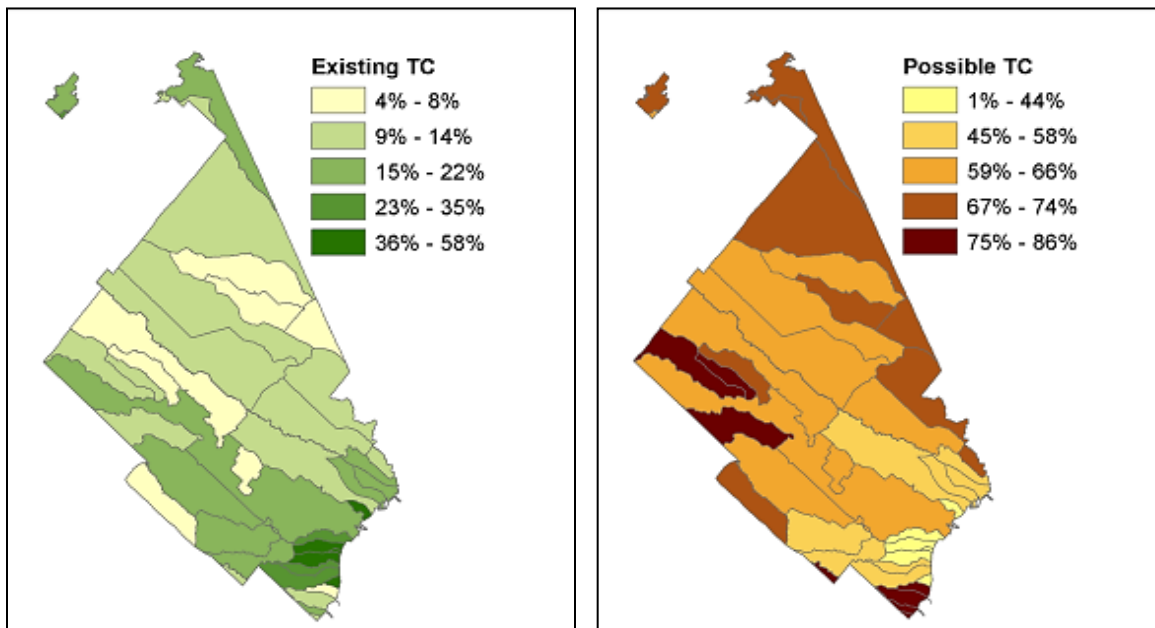 Existing TC
4% - 8%
9% - 14%
15% - 22%
23% - 35%
36% - 58%
Possible TC
1% - 44%
45% - 58%
59% - 66%
67% - 74%
75% - 86%